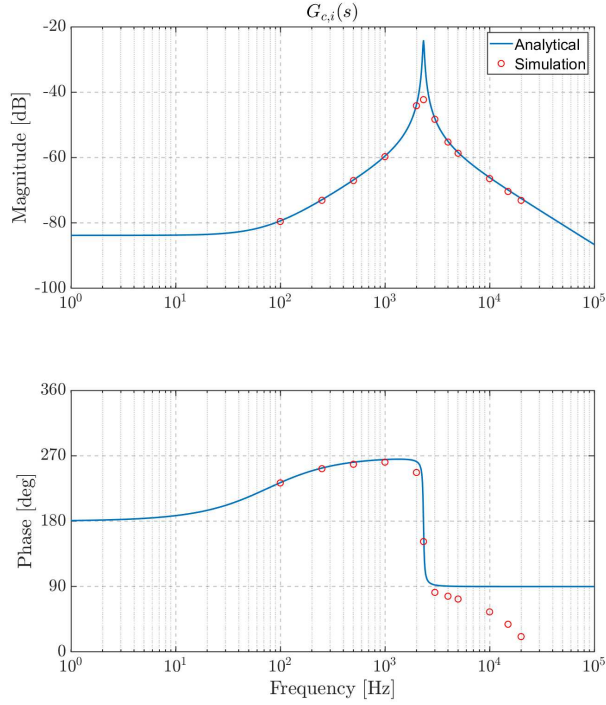 G_{c,i}(s)
-20
-40
-60
-80
-100
Magnitude [dB]
Analytical
Simulation
10^0 10^1 10^2 10^3 10^4 10^5
360
270
180
90
0
Phase [deg]
10^0 10^1 10^2 10^3 10^4 10^5
Frequency [Hz]